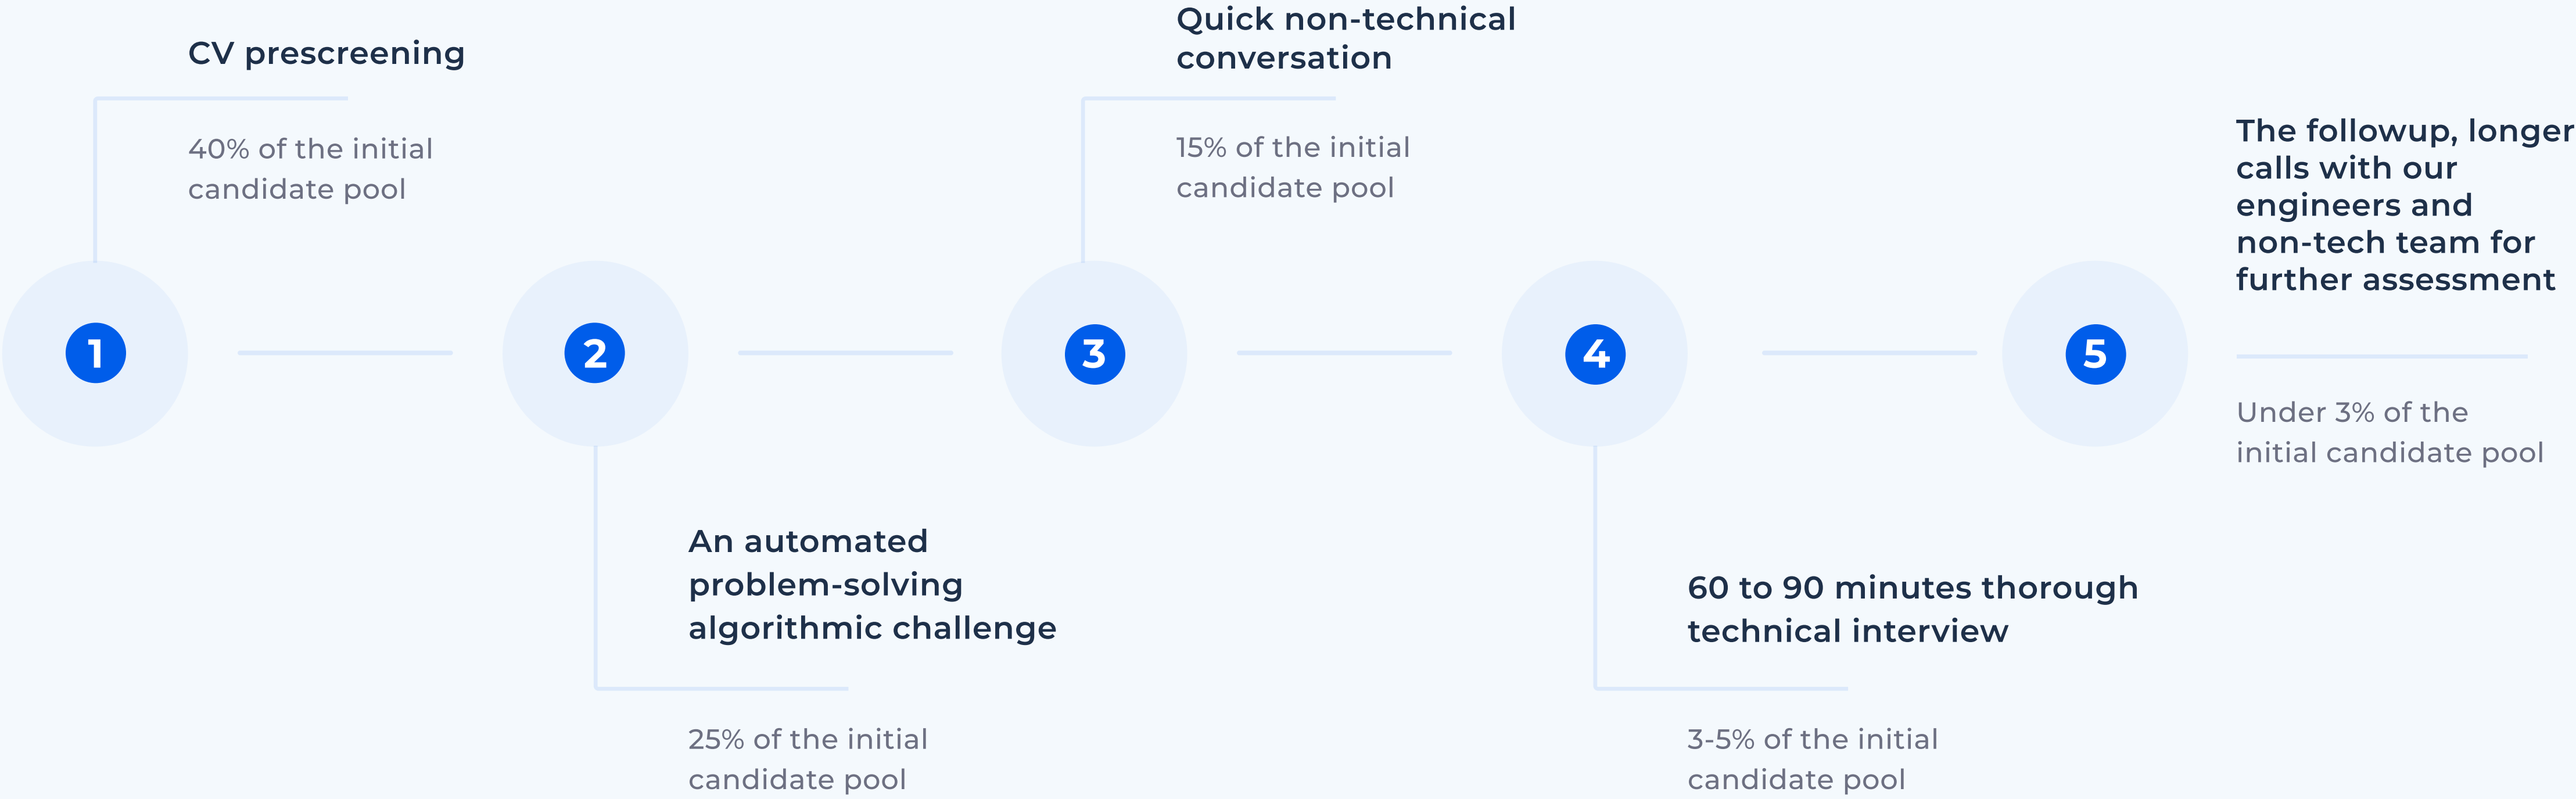 CV prescreening
40% of the initial
candidate pool
1
2
An automated
problem-solving
algorithmic challenge
25% of the initial
candidate pool
Quick non-technical
conversation
15% of the initial
candidate pool
3
4
60 to 90 minutes thorough
technical interview
3-5% of the initial
candidate pool
5
The followup, longer
calls with our
engineers and
non-tech team for
further assessment
Under 3% of the
initial candidate pool